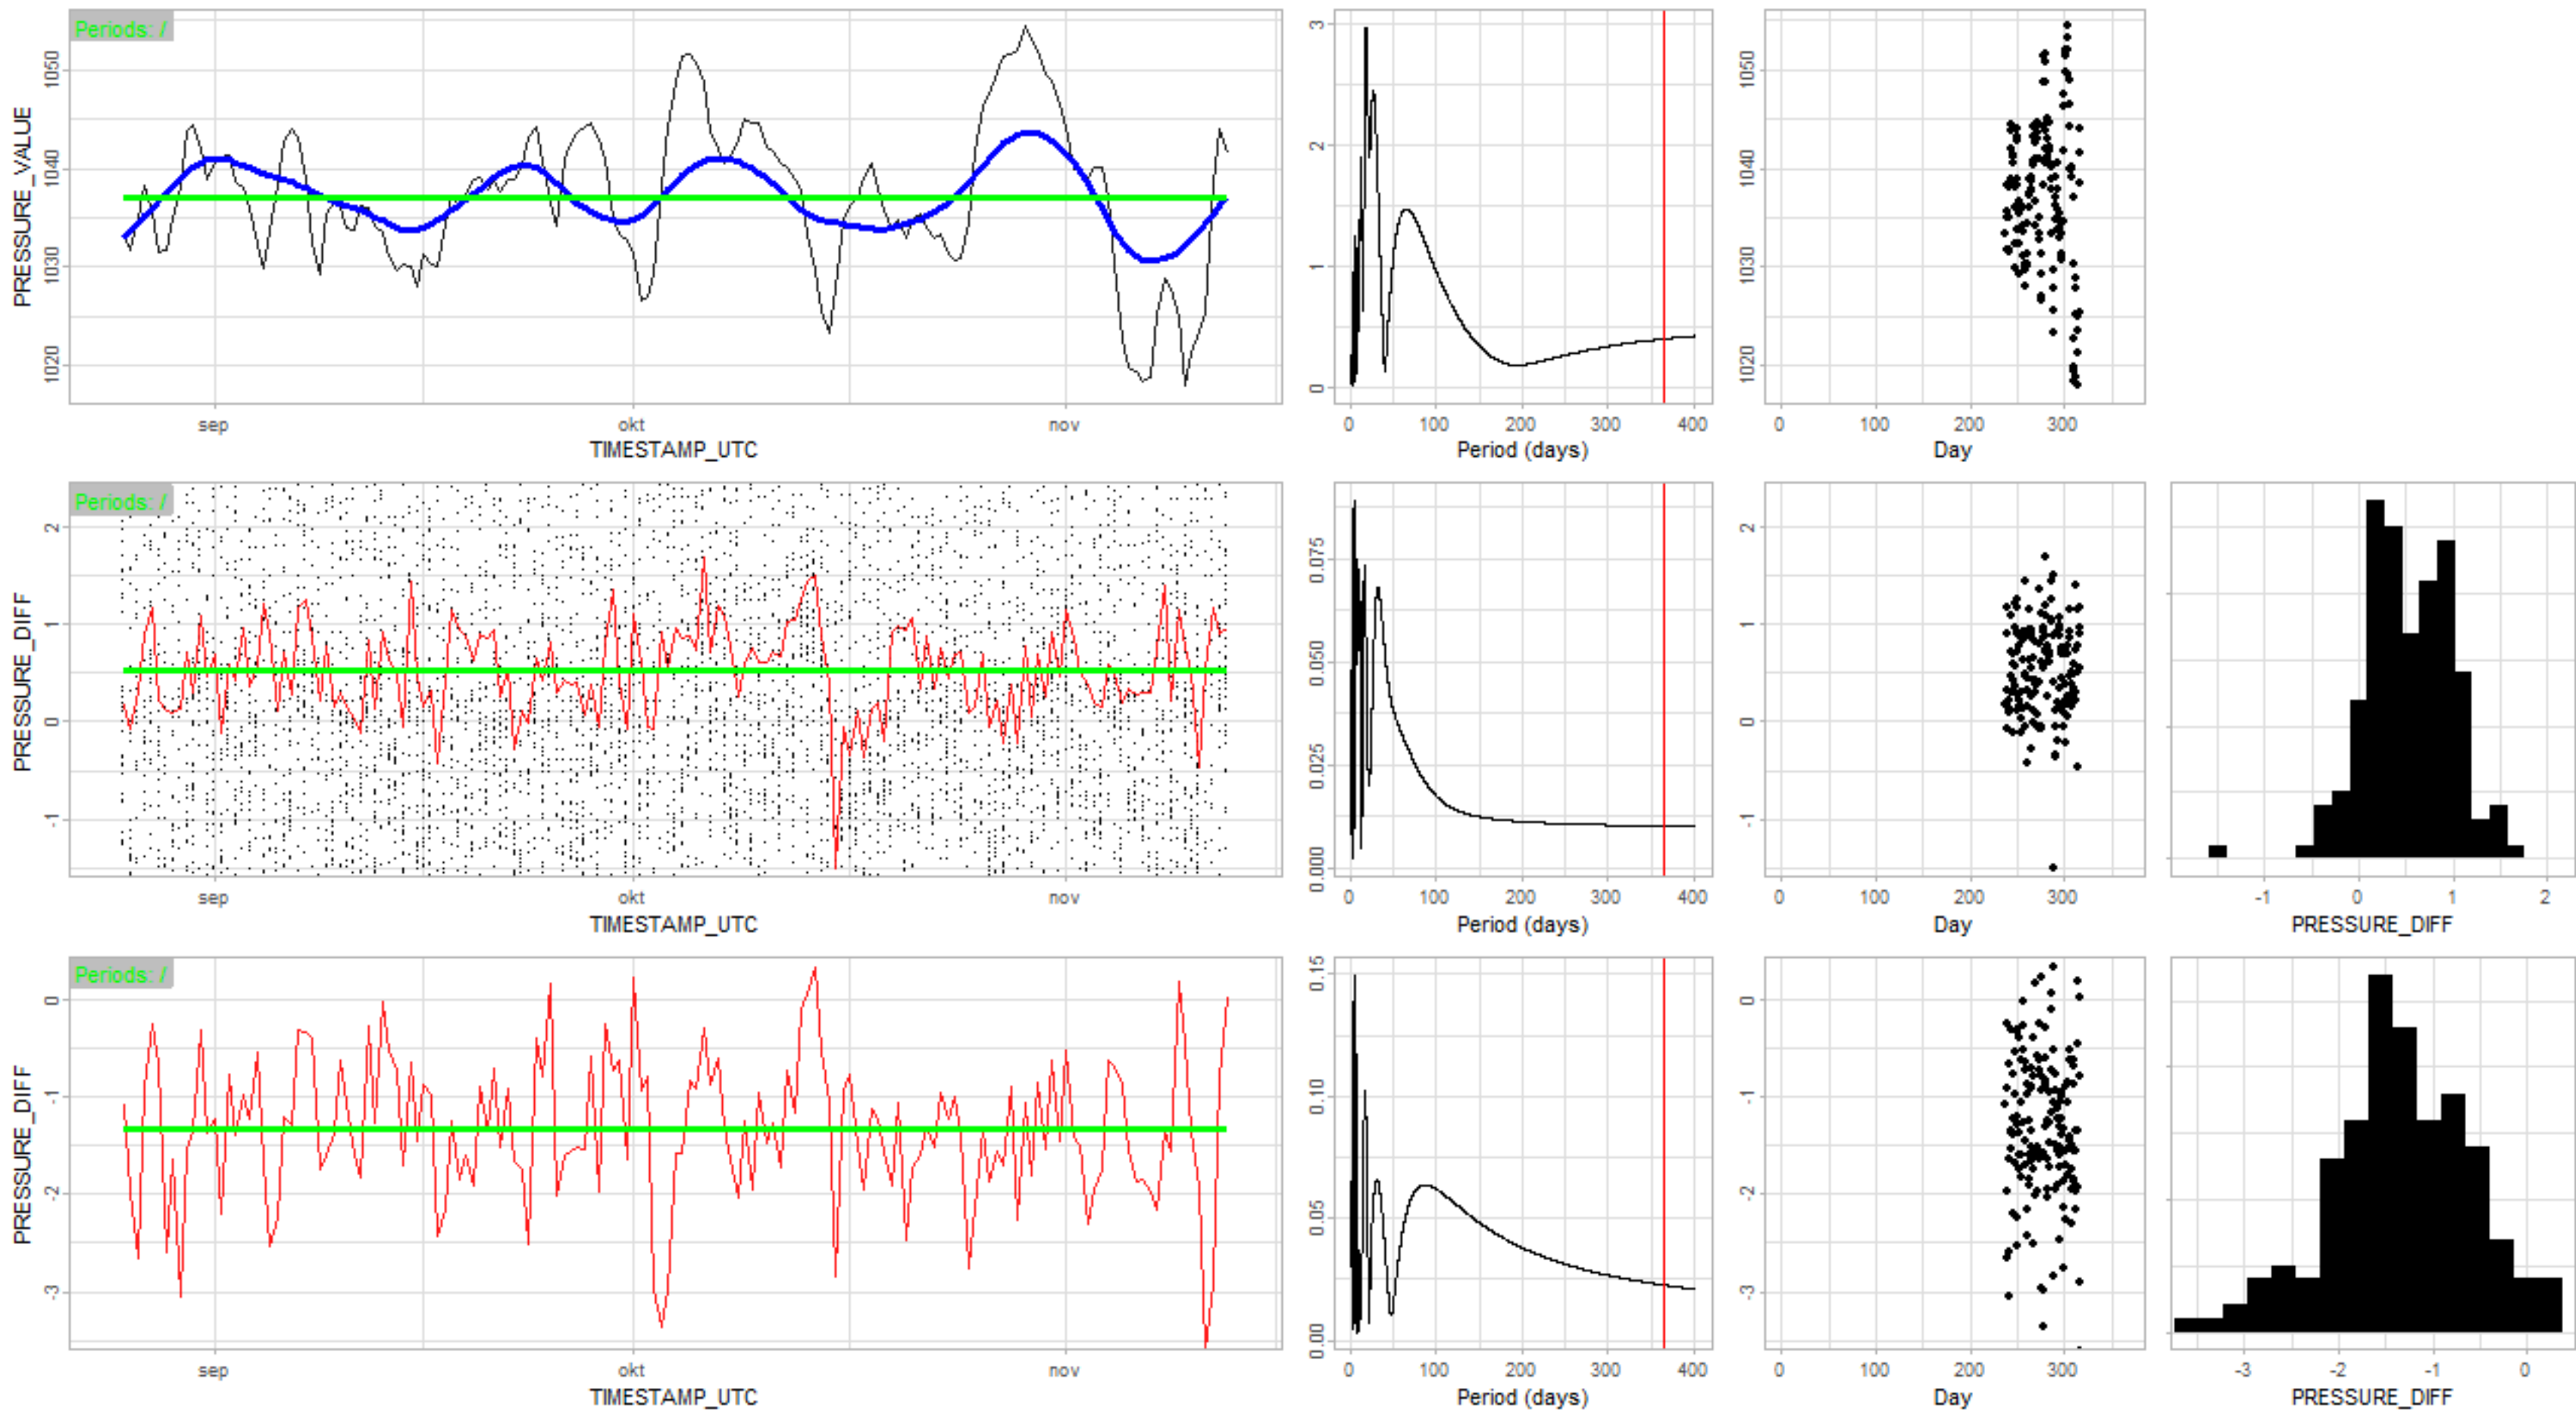 Periods: /
PRESSURE_VALUE
1050
1040
1030
1020
sep
okt
nov
TIMESTAMP_UTC
3
2
1
0
0
100
200
300
400
Period (days)
1050
1040
1030
1020
0
100
200
300
Day
Periods: /
PRESSURE_DIFF
2
1
0
-1
sep
okt
nov
TIMESTAMP_UTC
0.075
0.050
0.025
0.000
0
100
200
300
400
Period (days)
2
1
0
-1
0
100
200
300
Day
-1
0
1
2
PRESSURE_DIFF
Periods: /
PRESSURE_DIFF
0
-1
-2
-3
sep
okt
nov
TIMESTAMP_UTC
0.15
0.10
0.05
0.00
0
100
200
300
400
Period (days)
0
-1
-2
-3
0
100
200
300
Day
-3
-2
-1
0
PRESSURE_DIFF